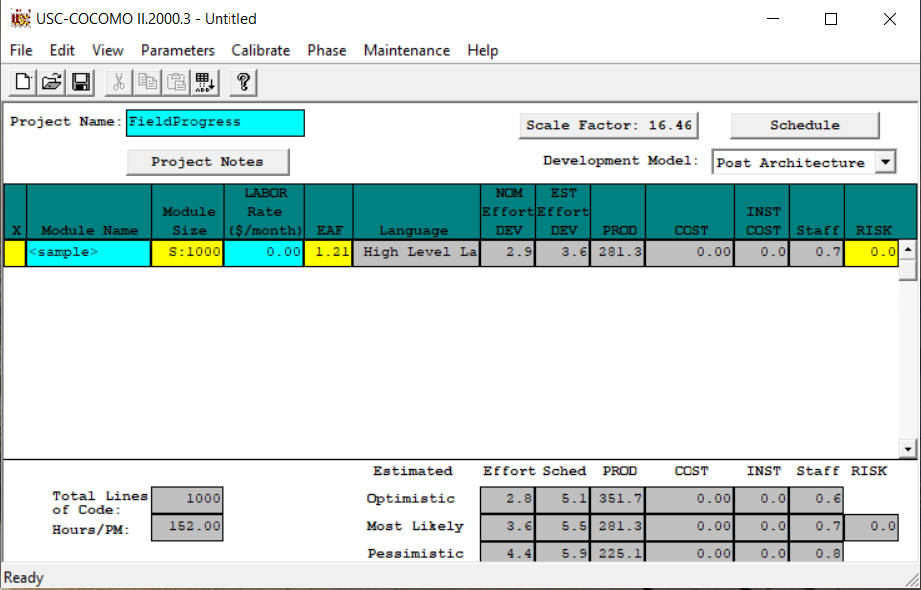 USC-COCOMO II.2000.3 - Untitled
File Edit View Parameters Calibrate Phase Maintenance Help
Project Name: FieldProgress
Scale Factor: 16.46 Schedule
Project Notes
Development Model: Post Architecture
X Module Name Module Size LABOR Rate ($/month) EAF Language NOM Effort DEV EST Effort DEV PROD COST INST COST Staff RISK
<sample> S:1000 0.00 1.21 High Level La 2.9 3.6 281.3 0.00 0.0 0.7 0.0
Estimated Effort Sched PROD COST INST Staff RISK
Total Lines of Code: 1000
Hours/PM: 152.00
Optimistic 2.8 5.1 351.7 0.00 0.0 0.6
Most Likely 3.6 5.5 281.3 0.00 0.0 0.7 0.0
Pessimistic 4.4 5.9 225.1 0.00 0.0 0.8
Ready